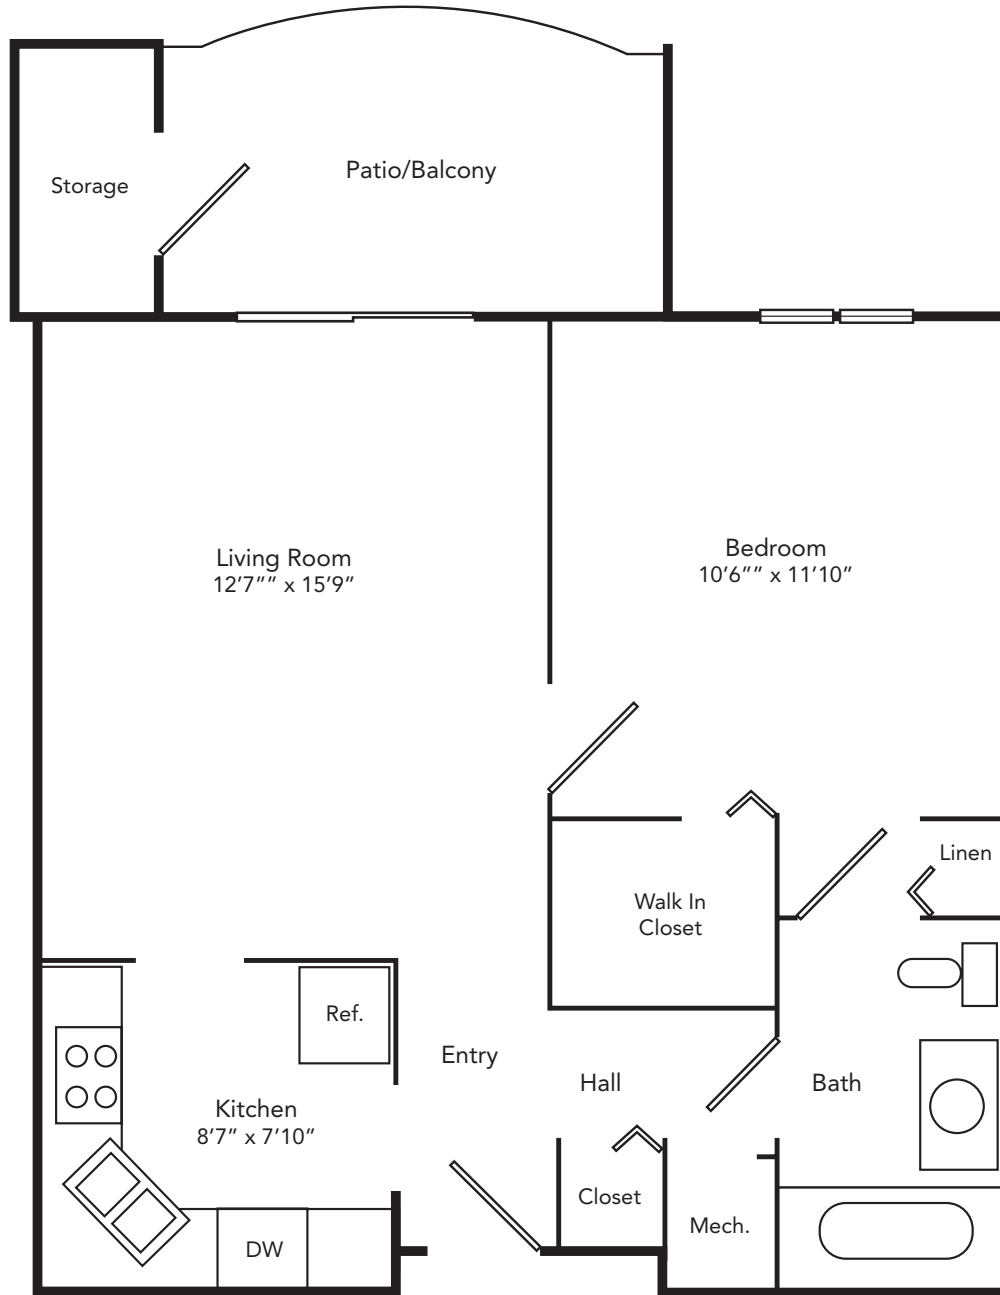 Storage
Patio/Balcony
Living Room
12’7”” x 15’9”
Bedroom
10’6”” x 11’10”
Linen
Walk In
Closet
Ref.
Entry
Hall
Bath
Kitchen
8’7” x 7’10”
Closet
Mech.
DW